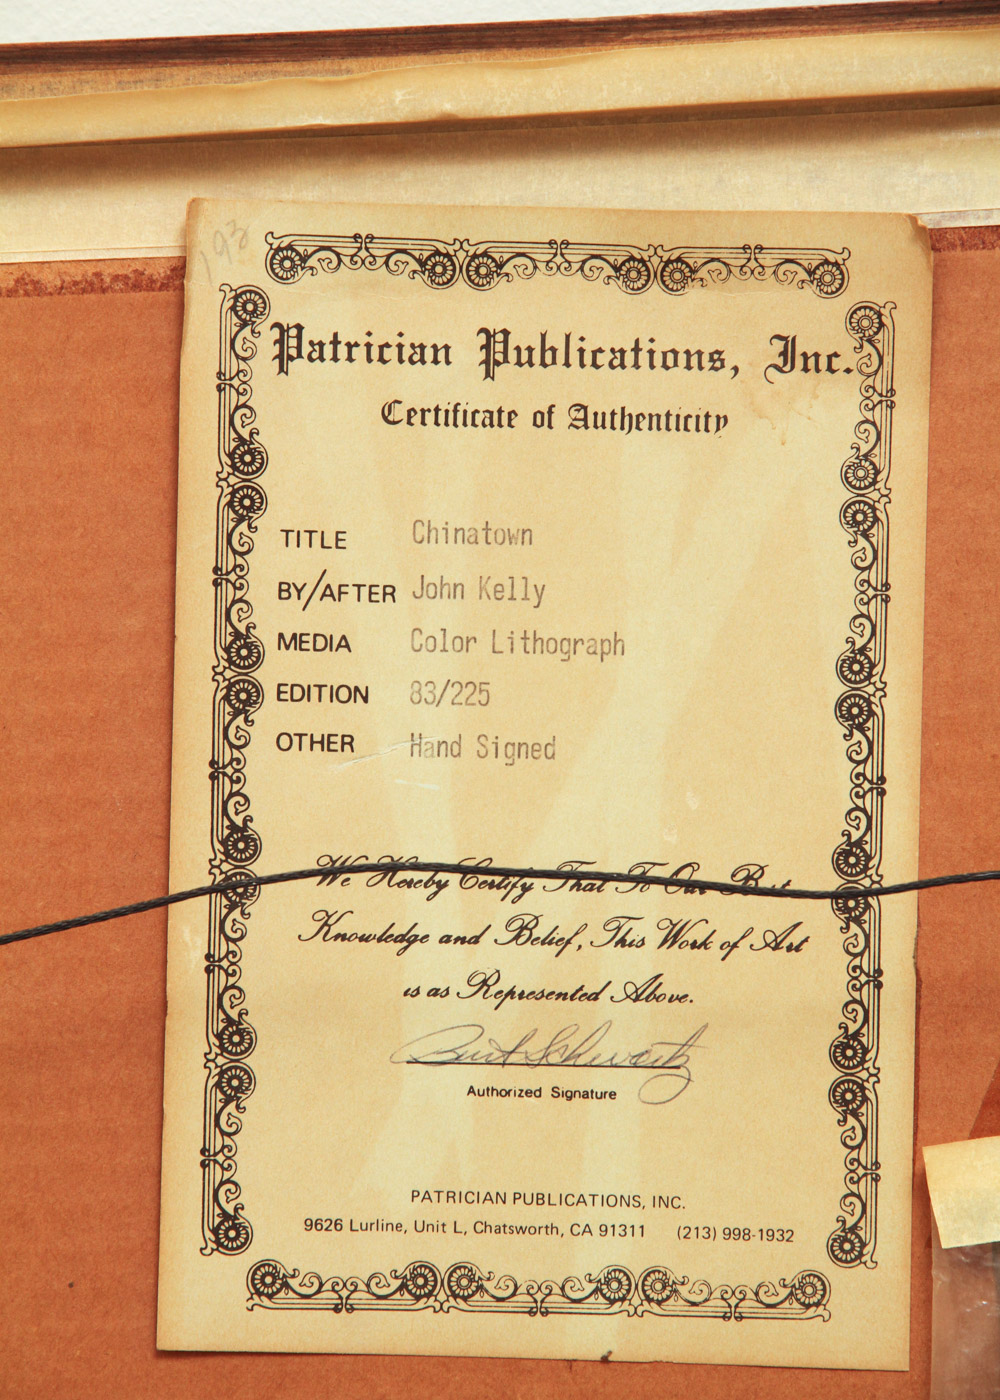 193
Patrician Publications, Inc.
Certificate of Authenticity
TITLE Chinatown
BY/AFTER John Kelly
MEDIA Color Lithograph
EDITION 83/225
OTHER Hand Signed
We Hereby Certify That To Our Best
Knowledge and Belief, This Work of Art
is as Represented Above.
Burt Schwartz
Authorized Signature
PATRICIAN PUBLICATIONS, INC.
9626 Lurline, Unit L, Chatsworth, CA 91311 (213) 998-1932